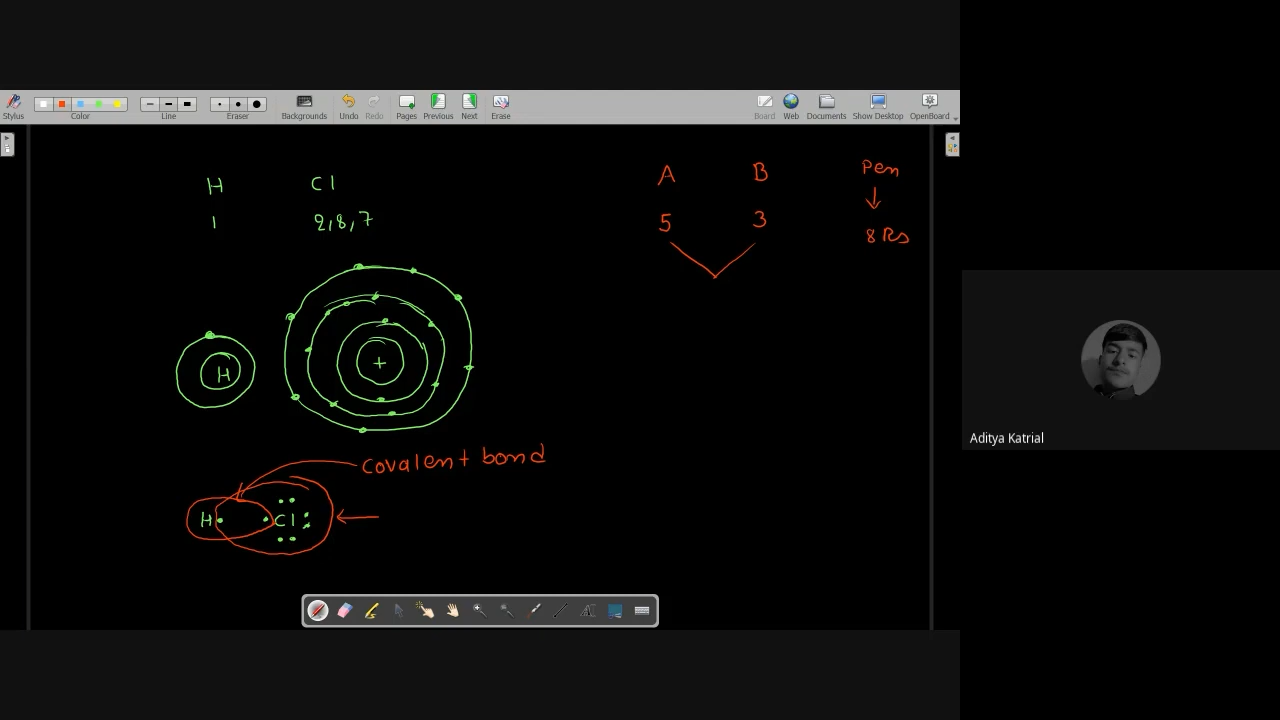 Stylus Color Line Eraser Backgrounds Undo Redo Pages Previous Next Erase Board Web Documents Show Desktop OpenBoard
H Cl
1 2,8,7
A B Pen
5 3 8 Rs
H
+
covalent bond
H Cl
Aditya Katrial